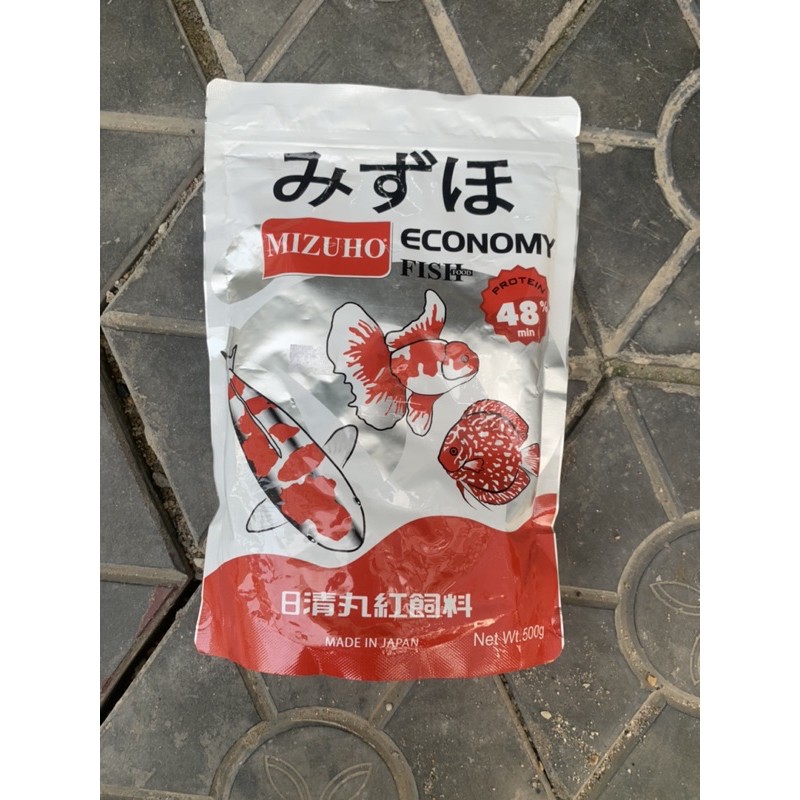 みずほ
MIZUHO
ECONOMY
FISH FOOD
PROTEIN
48%
min
日清丸紅飼料
MADE IN JAPAN
Net Wt.500g